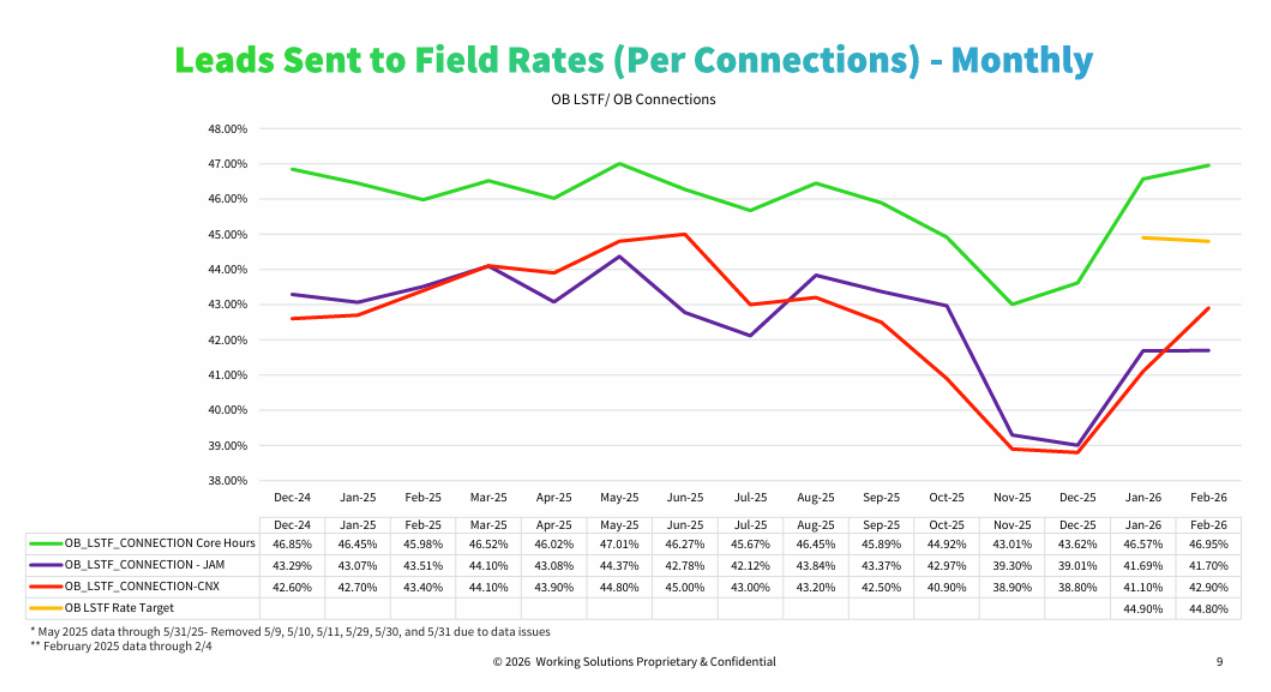 Leads Sent to Field Rates (Per Connections) - Monthly
OB LSTF/ OB Connections
48.00%
47.00%
46.00%
45.00%
44.00%
43.00%
42.00%
41.00%
40.00%
39.00%
38.00%
Dec-24 Jan-25 Feb-25 Mar-25 Apr-25 May-25 Jun-25 Jul-25 Aug-25 Sep-25 Oct-25 Nov-25 Dec-25 Jan-26 Feb-26
Dec-24 Jan-25 Feb-25 Mar-25 Apr-25 May-25 Jun-25 Jul-25 Aug-25 Sep-25 Oct-25 Nov-25 Dec-25 Jan-26 Feb-26
OB_LSTF_CONNECTION Core Hours 46.85% 46.45% 45.98% 46.52% 46.02% 47.01% 46.27% 45.67% 46.45% 45.89% 44.92% 43.01% 43.62% 46.57% 46.95%
OB_LSTF_CONNECTION - JAM 43.29% 43.07% 43.51% 44.10% 43.08% 44.37% 42.78% 42.12% 43.84% 43.37% 42.97% 39.30% 39.01% 41.69% 41.70%
OB_LSTF_CONNECTION-CNX 42.60% 42.70% 43.40% 44.10% 43.90% 44.80% 45.00% 43.00% 43.20% 42.50% 40.90% 38.90% 38.80% 41.10% 42.90%
OB LSTF Rate Target 44.90% 44.80%
* May 2025 data through 5/31/25- Removed 5/9, 5/10, 5/11, 5/29, 5/30, and 5/31 due to data issues
** February 2025 data through 2/4
© 2026 Working Solutions Proprietary & Confidential
9